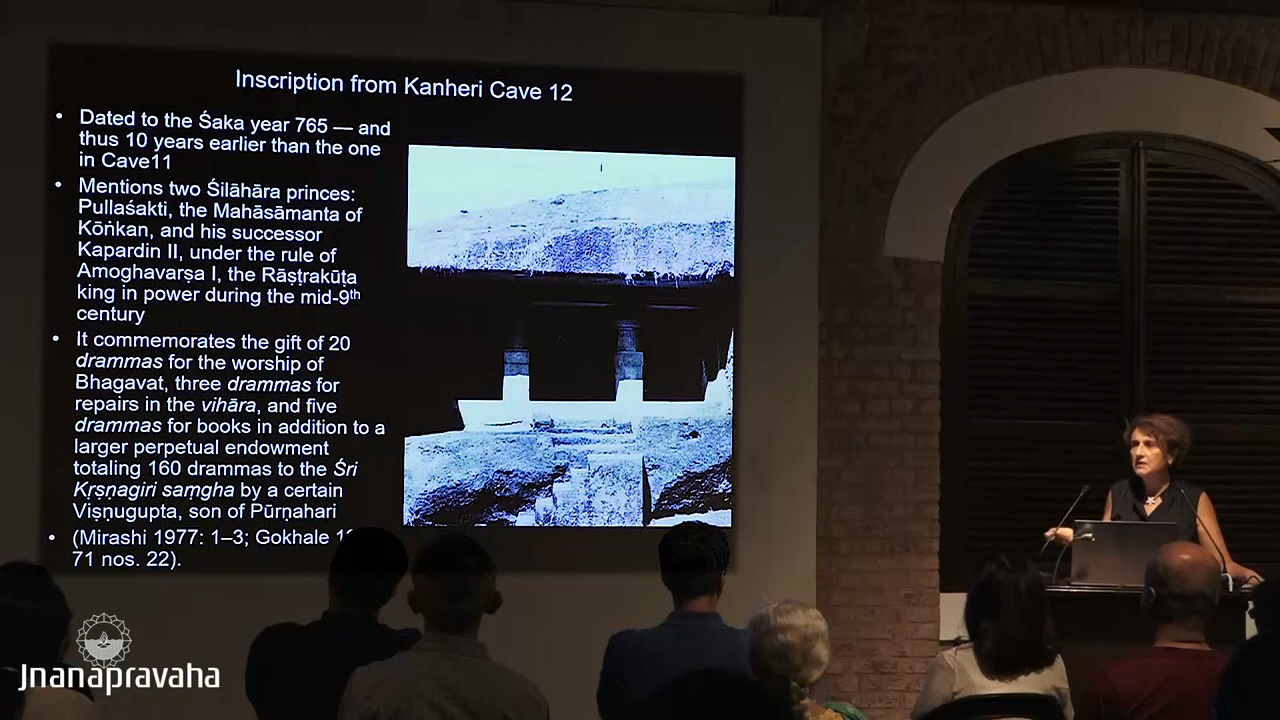 Inscription from Kanheri Cave 12
• Dated to the Śaka year 765 — and
thus 10 years earlier than the one
in Cave11
• Mentions two Śilāhāra princes:
Pullaśakti, the Mahāsāmanta of
Kōṅkan, and his successor
Kapardin II, under the rule of
Amoghavarṣa I, the Rāṣṭrakūṭa
king in power during the mid-9th
century
• It commemorates the gift of 20
drammas for the worship of
Bhagavat, three drammas for
repairs in the vihāra, and five
drammas for books in addition to a
larger perpetual endowment
totaling 160 drammas to the Śri
Kṛṣṇagiri saṃgha by a certain
Viṣṇugupta, son of Pūrṇahari
• (Mirashi 1977: 1–3; Gokhale
71 nos. 22).
Jnanapravaha